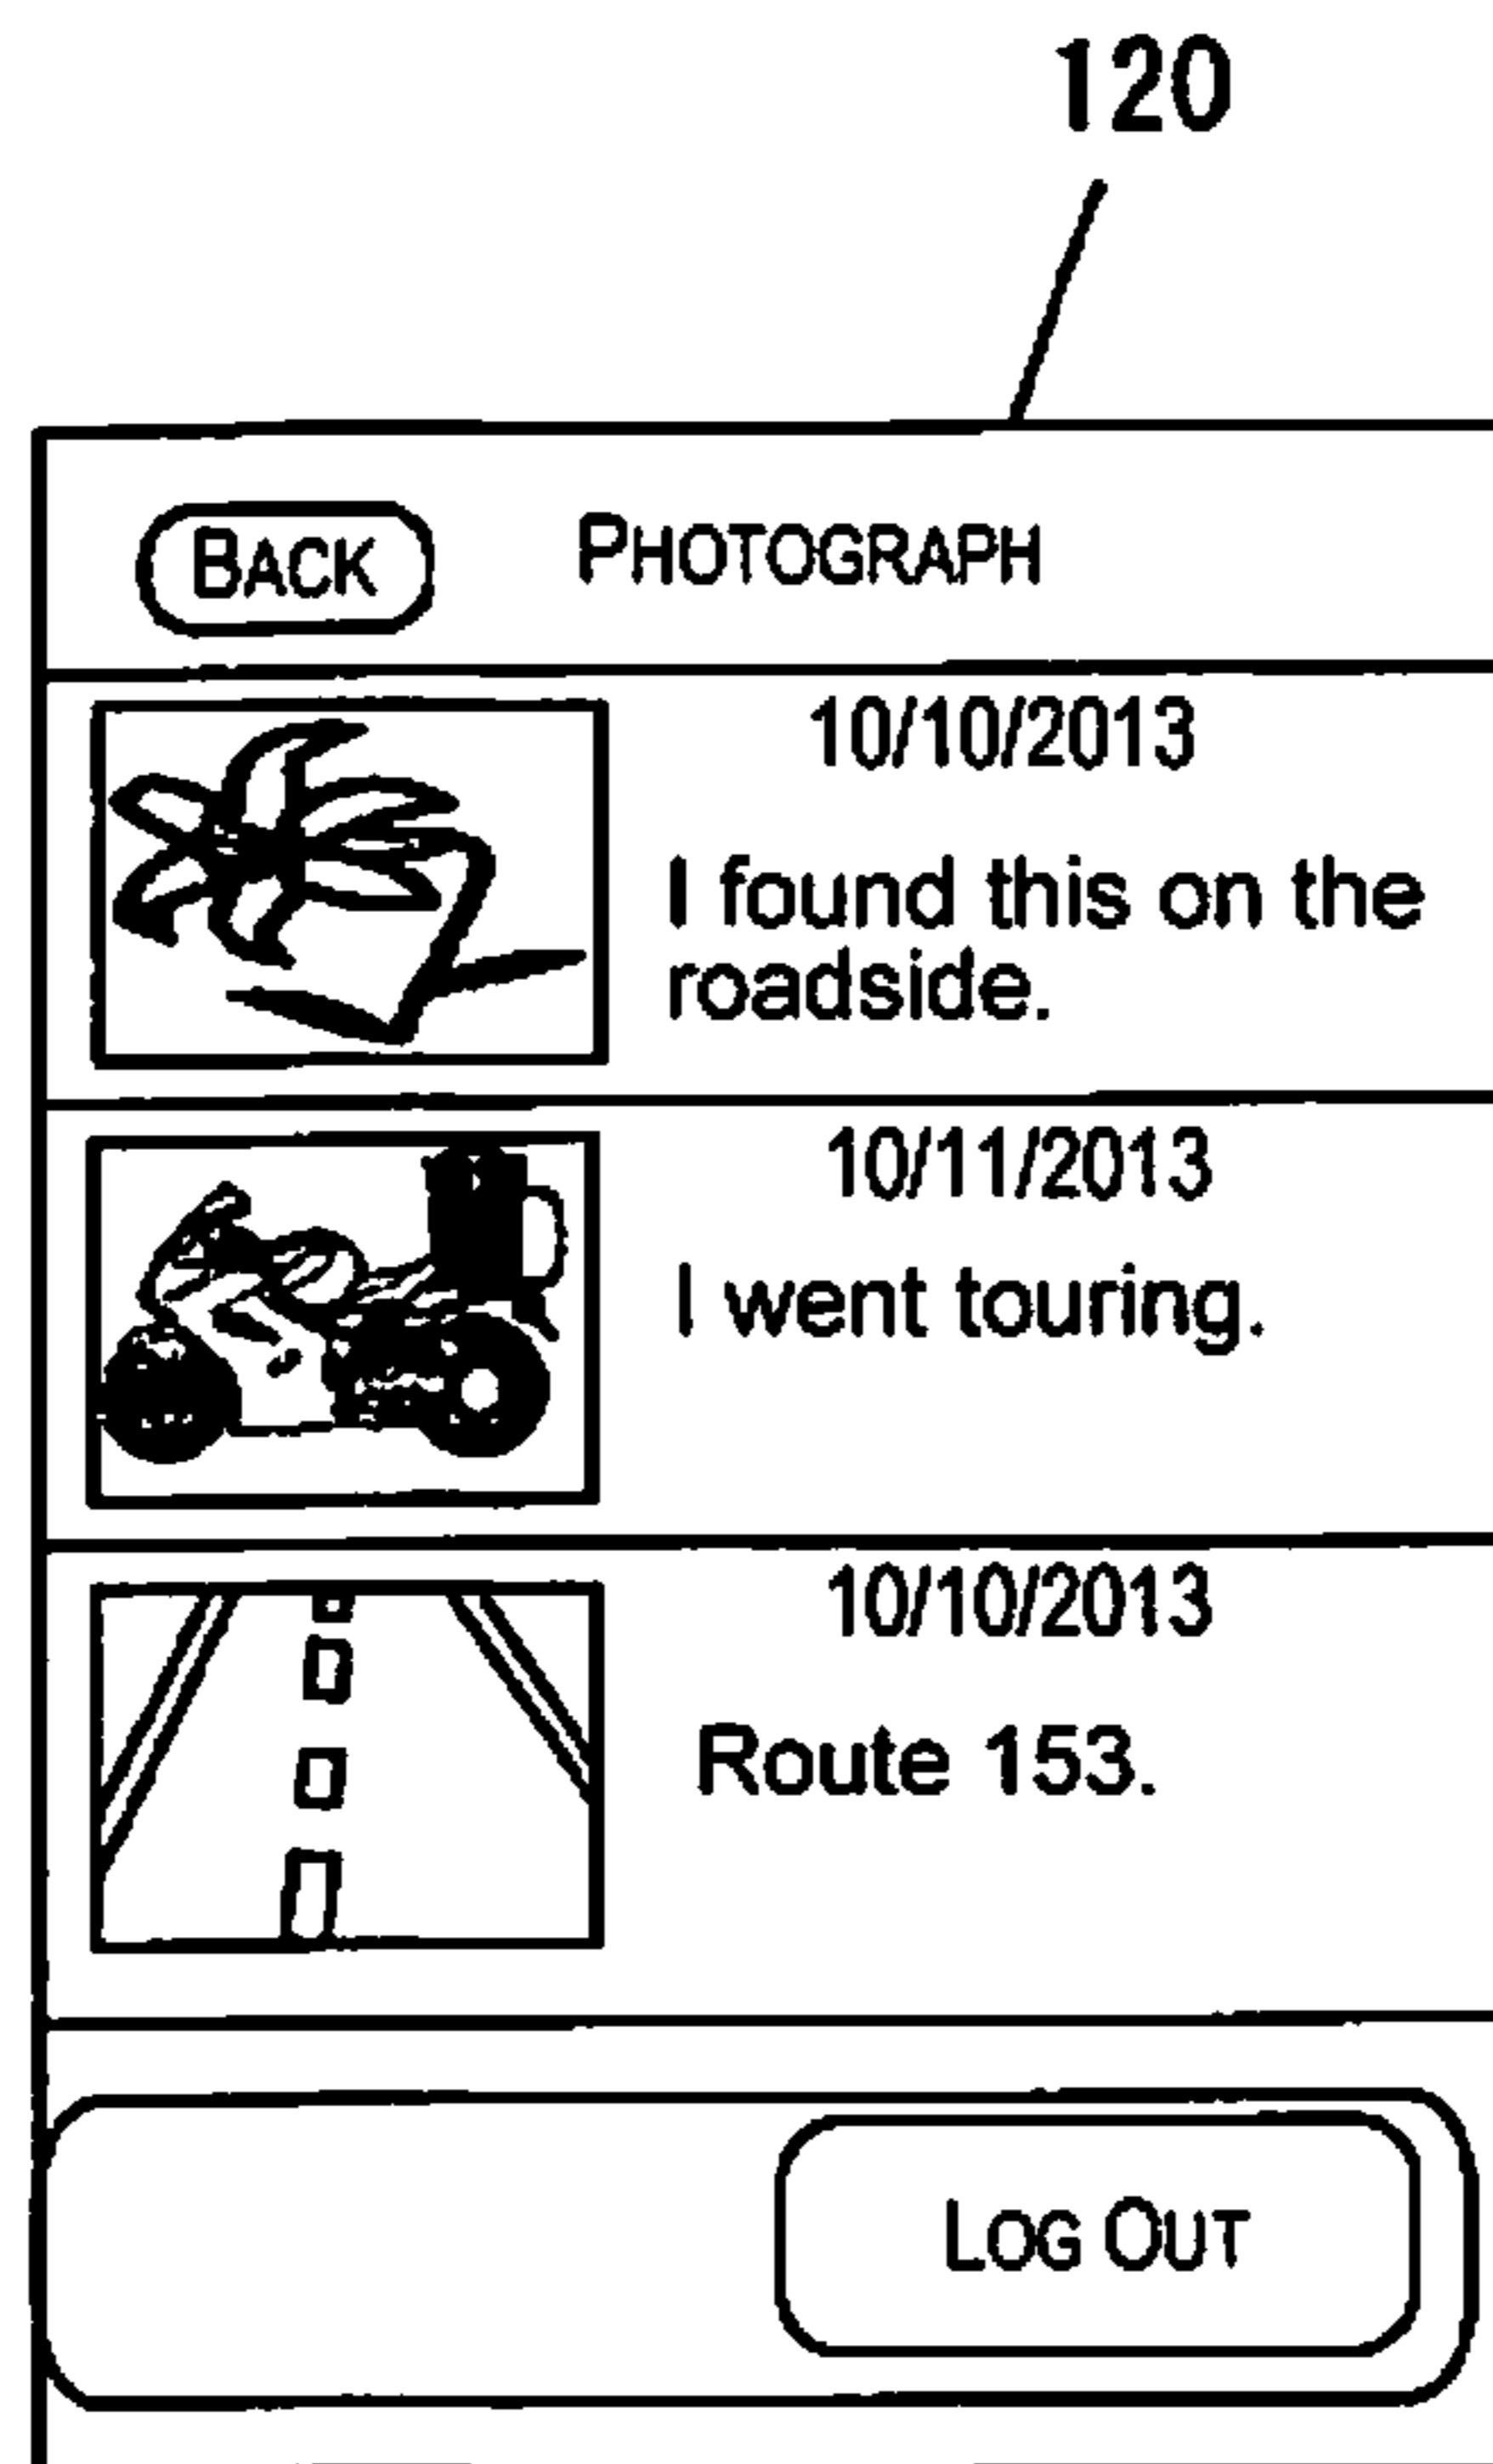 120
BACK PHOTOGRAPH
10/10/2013
I found this on the
roadside.
10/11/2013
I went touring.
10/10/2013
Route 153.
LOG OUT